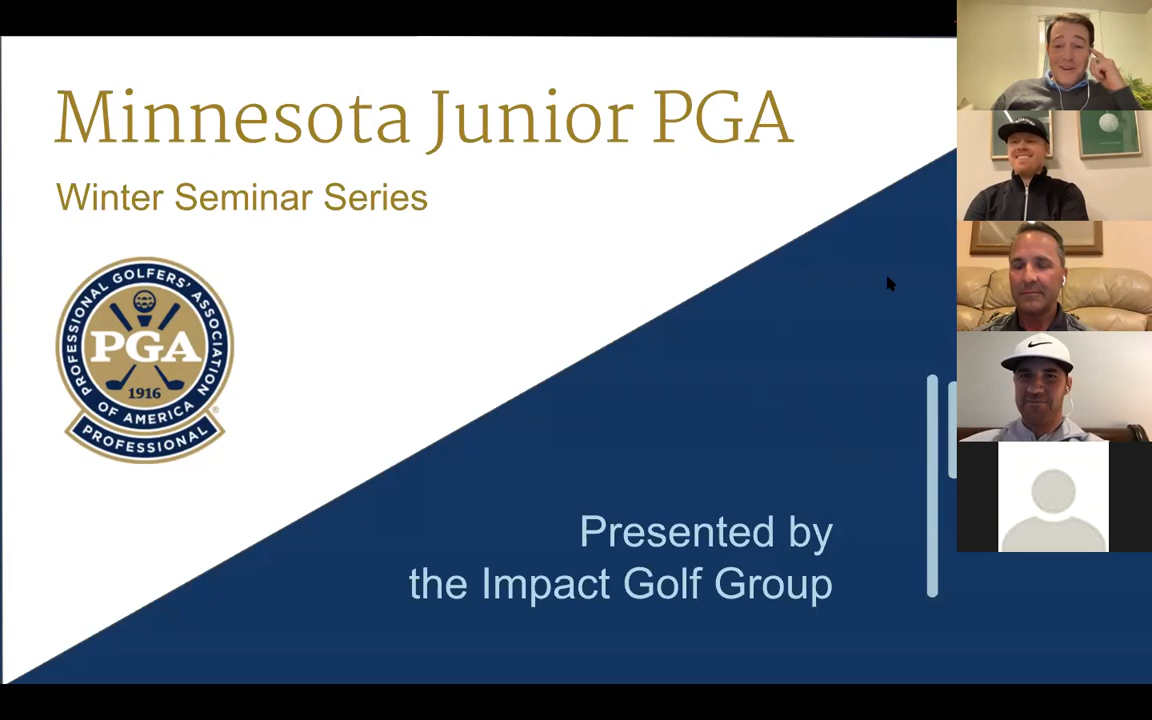 Minnesota Junior PGA
Winter Seminar Series
PROFESSIONAL GOLFERS' ASSOCIATION
PGA
1916
OF AMERICA
PROFESSIONAL
®
Presented by
the Impact Golf Group